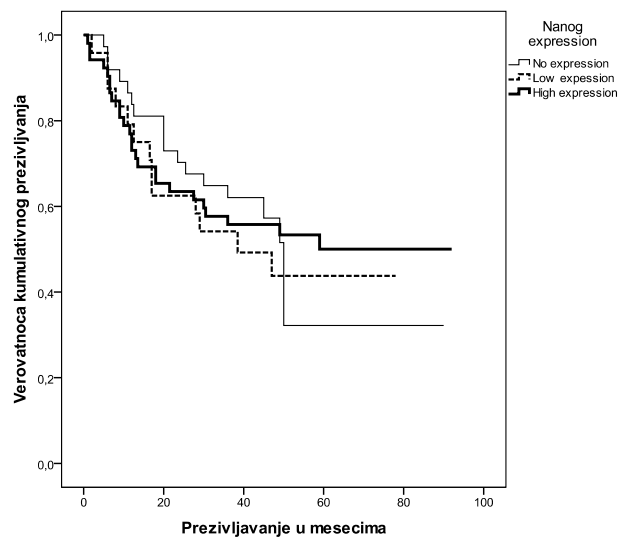 Nanog
expression
No expression
Low expession
High expression
1,0
0,8
0,6
0,4
0,2
0,0
Verovatnoca kumulativnog prezivljvanja
0 20 40 60 80 100
Prezivljavanje u mesecima